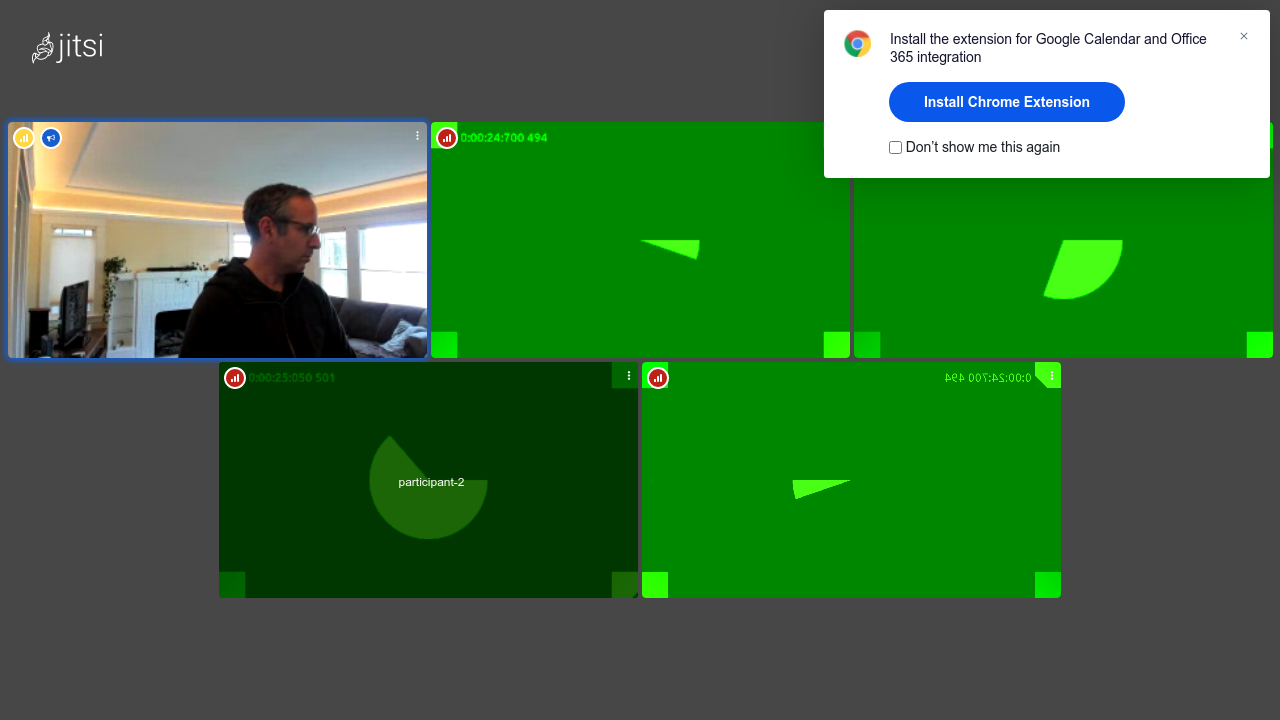 jitsi
Install the extension for Google Calendar and Office
365 integration
Install Chrome Extension
Don't show me this again
0:00:24:700 494
0:00:25:050 501
0:00:24:700 494
participant-2